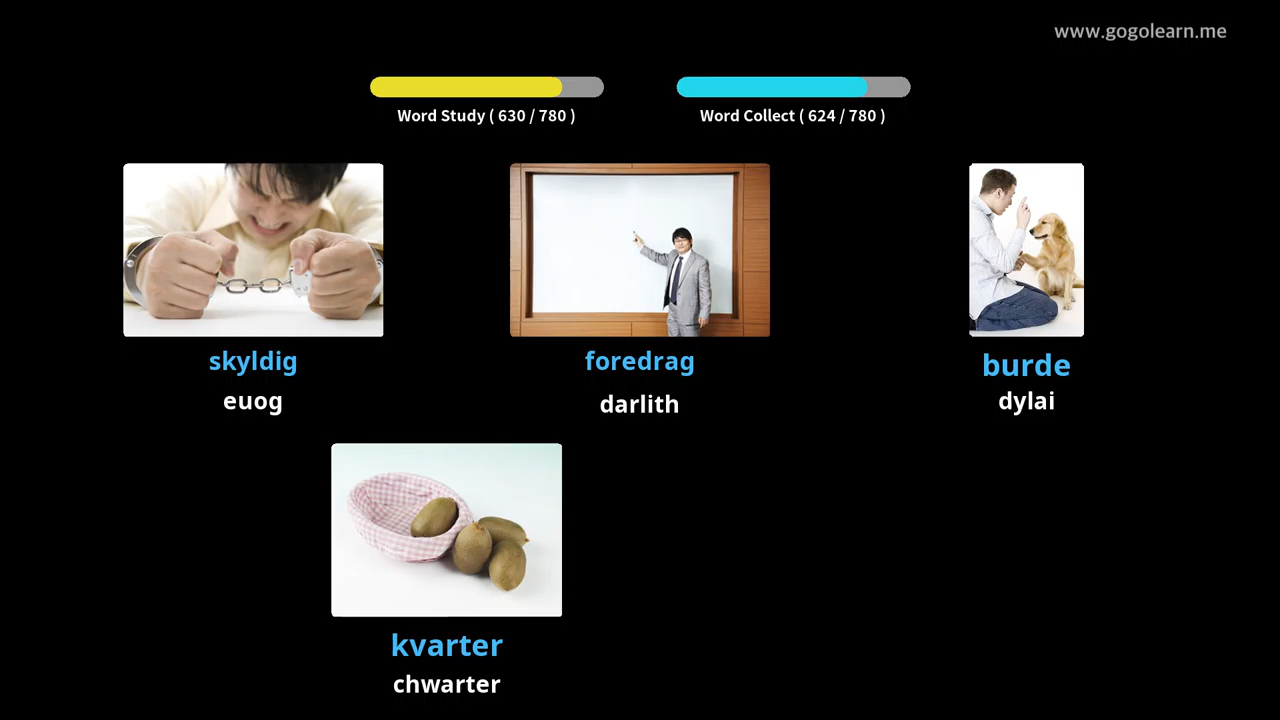 www.gogolearn.me
Word Study ( 630 / 780 )
Word Collect ( 624 / 780 )
skyldig
euog
foredrag
darlith
burde
dylai
kvarter
chwarter